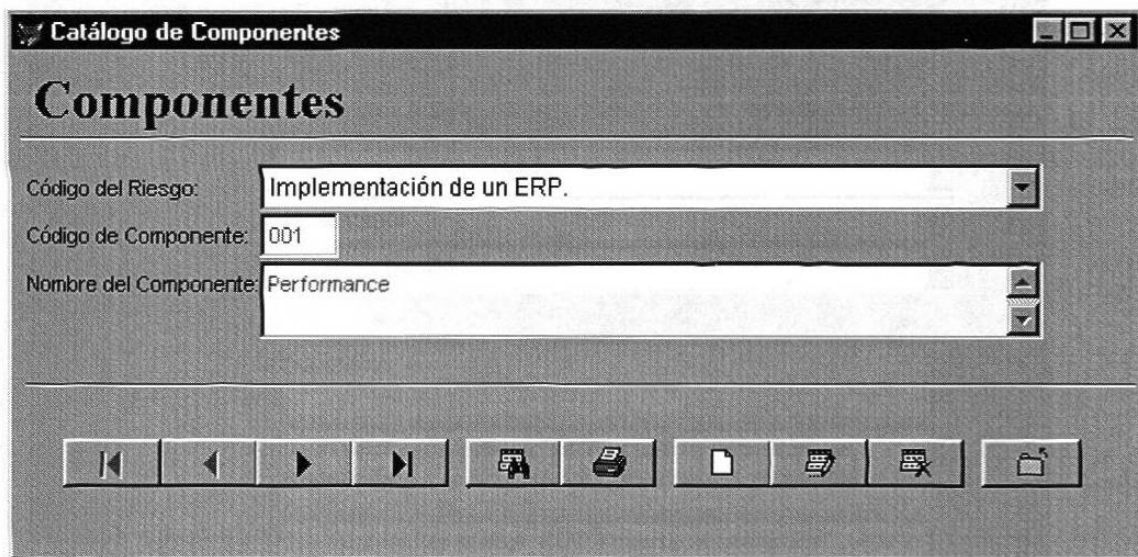 Catálogo de Componentes
Componentes
Código del Riesgo: Implementación de un ERP.
Código de Componente: 001
Nombre del Componente: Performance